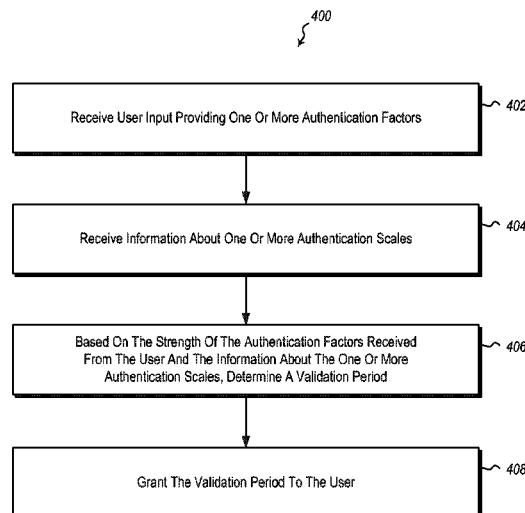 400
Receive User Input Providing One Or More Authentication Factors
402
Receive Information About One Or More Authentication Scales
404
Based On The Strength Of The Authentication Factors Received
From The User And The Information About The One Or More
Authentication Scales, Determine A Validation Period
406
Grant The Validation Period To The User
408